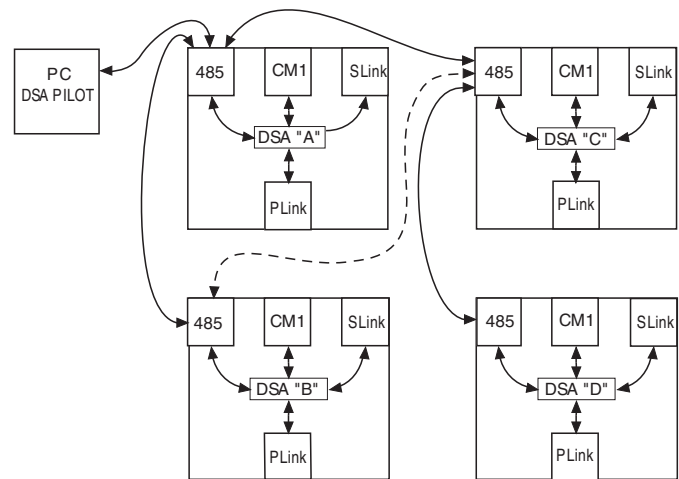 PC
DSA PILOT
485
CM1
SLink
DSA "A"
PLink
485
CM1
SLink
DSA "C"
PLink
485
CM1
SLink
DSA "B"
PLink
485
CM1
SLink
DSA "D"
PLink